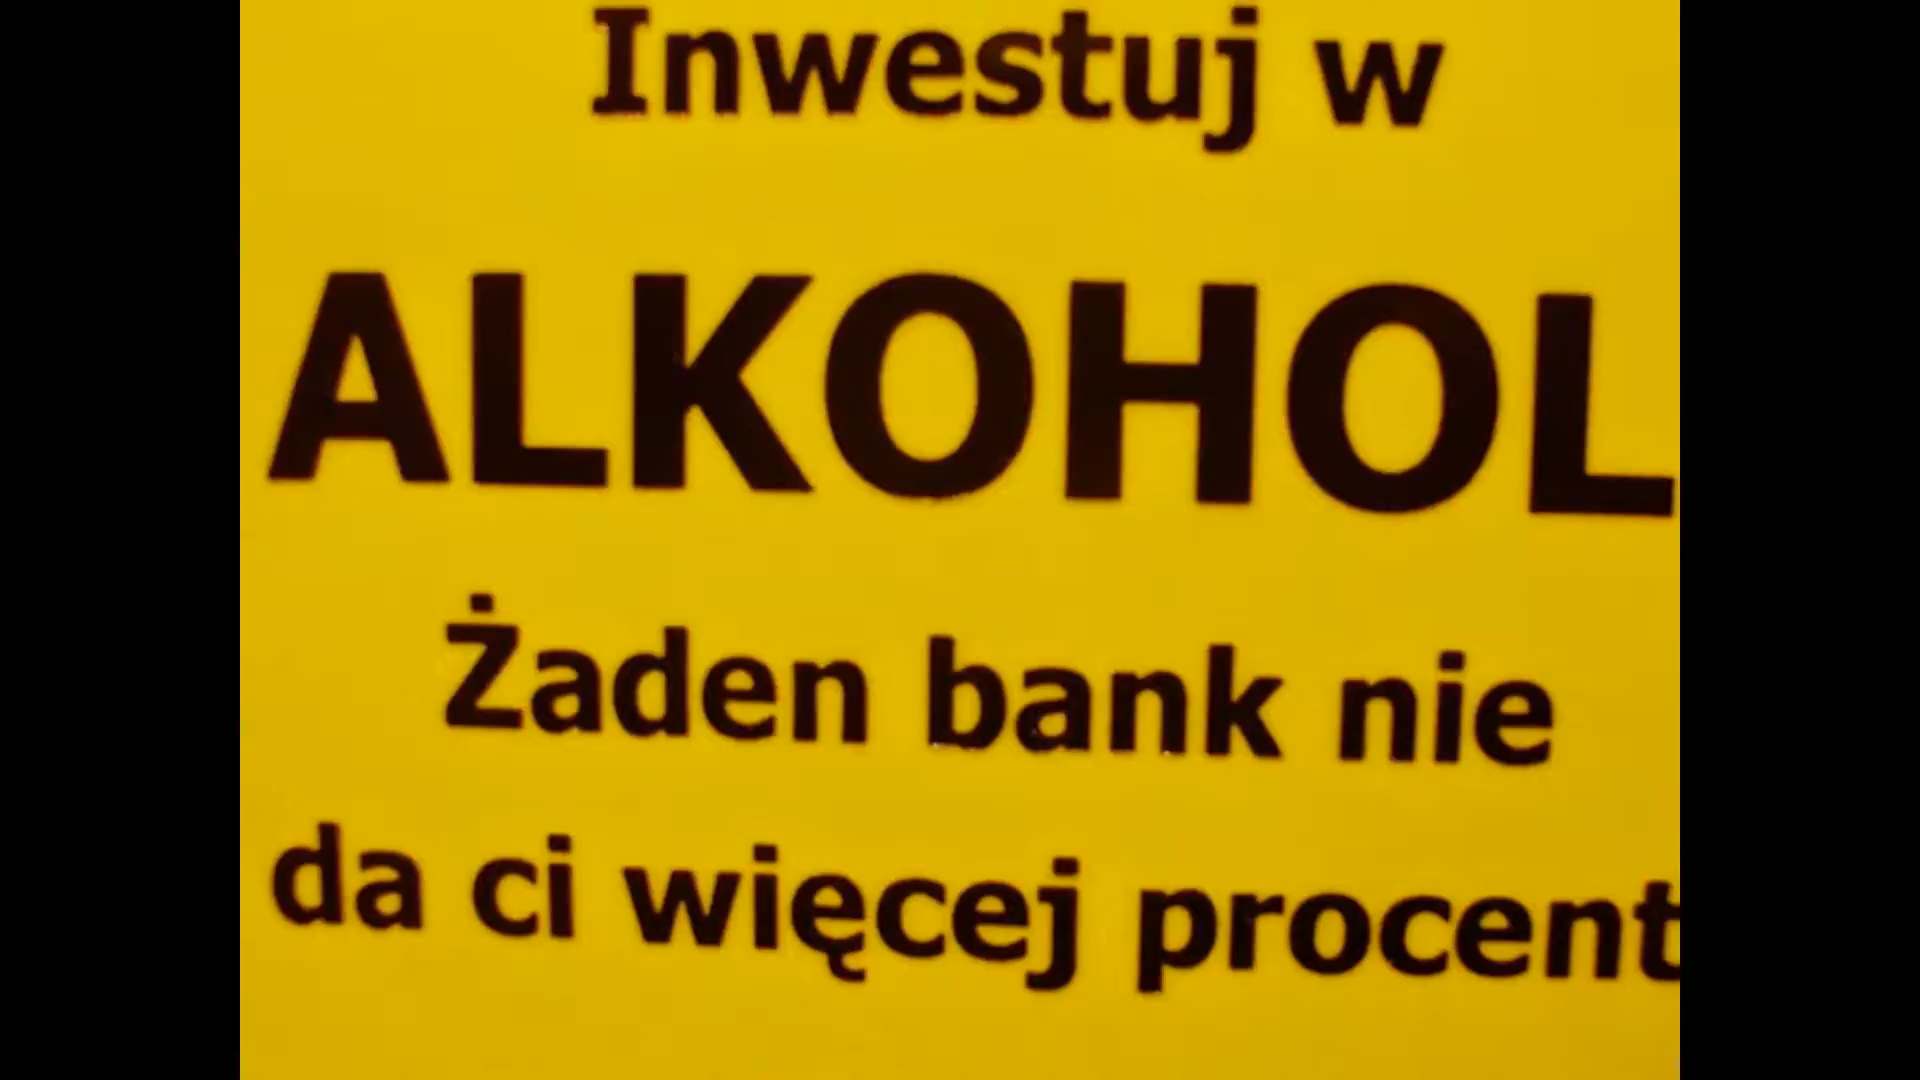 Inwestuj w
ALKOHOL
Żaden bank nie
da ci więcej procent